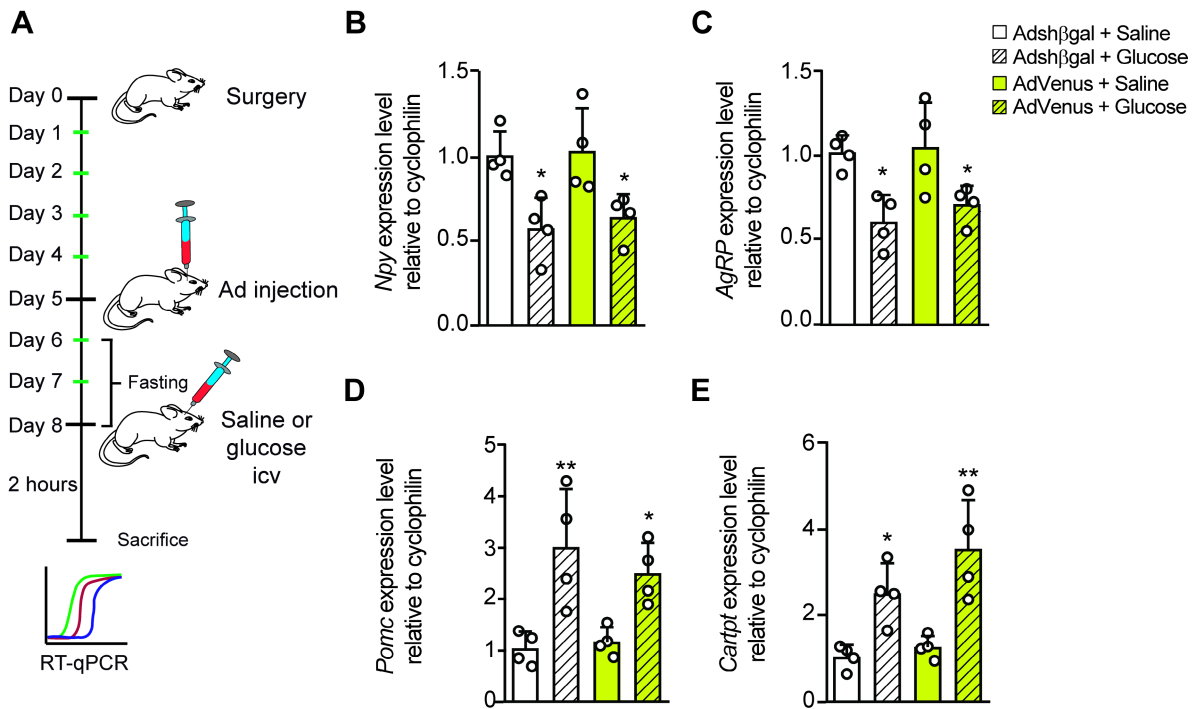 A
Day 0
Surgery
Day 1
Day 2
Day 3
Day 4
Day 5
Ad injection
Day 6
Day 7
Fasting
Day 8
Saline or
glucose
icv
2 hours
Sacrifice
RT-qPCR
B
Npy expression level
relative to cyclophilin
1.5
1.0
0.5
0.0
*
*
C
AgRP expression level
relative to cyclophilin
1.5
1.0
0.5
0.0
*
*
Adshβgal + Saline
Adshβgal + Glucose
AdVenus + Saline
AdVenus + Glucose
D
Pomc expression level
relative to cyclophilin
5
4
3
2
1
0
**
*
E
Cartpt expression level
relative to cyclophilin
6
4
2
0
*
**